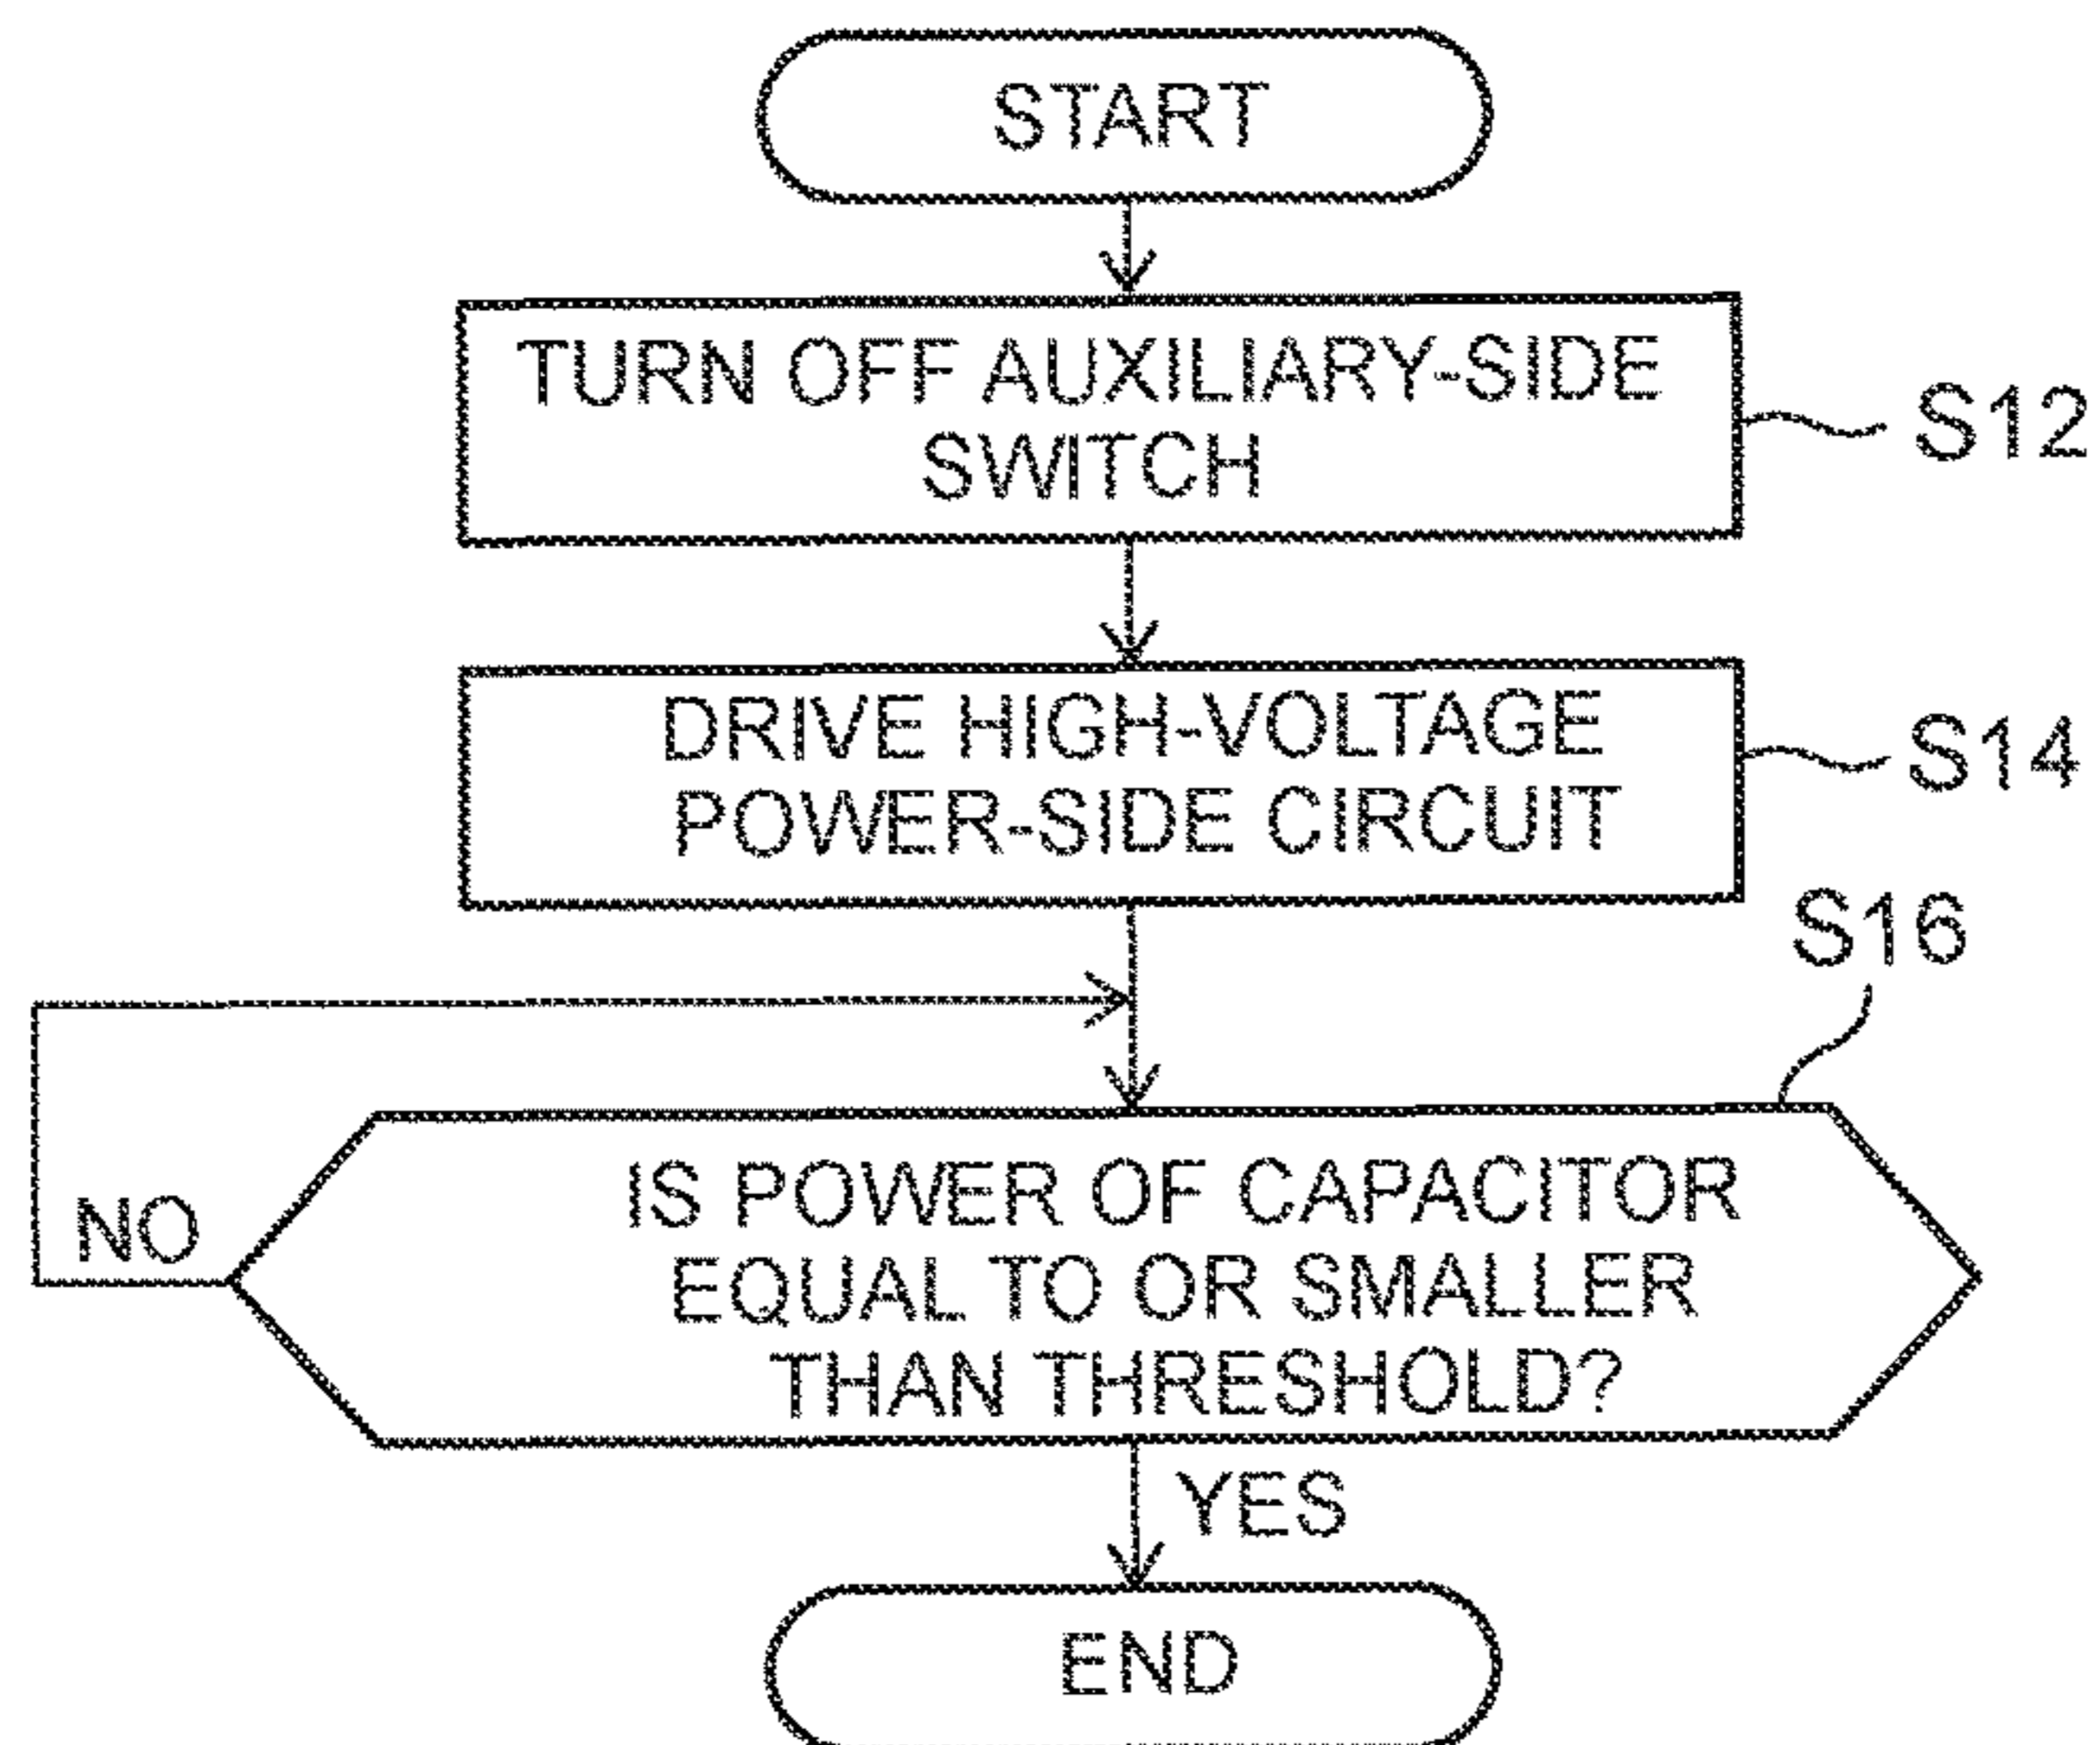 START
TURN OFF AUXILIARY-SIDE
SWITCH
S12
DRIVE HIGH-VOLTAGE
POWER-SIDE CIRCUIT
S14
S16
IS POWER OF CAPACITOR
EQUAL TO OR SMALLER
THAN THRESHOLD?
NO
YES
END